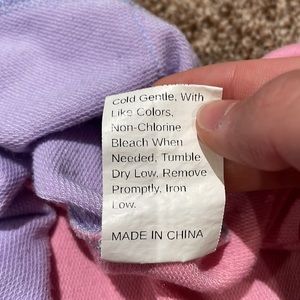 Cold Gentle, With
Like Colors,
Non-Chlorine
Bleach When
Needed, Tumble
Dry Low, Remove
Promptly, Iron
Low.
MADE IN CHINA